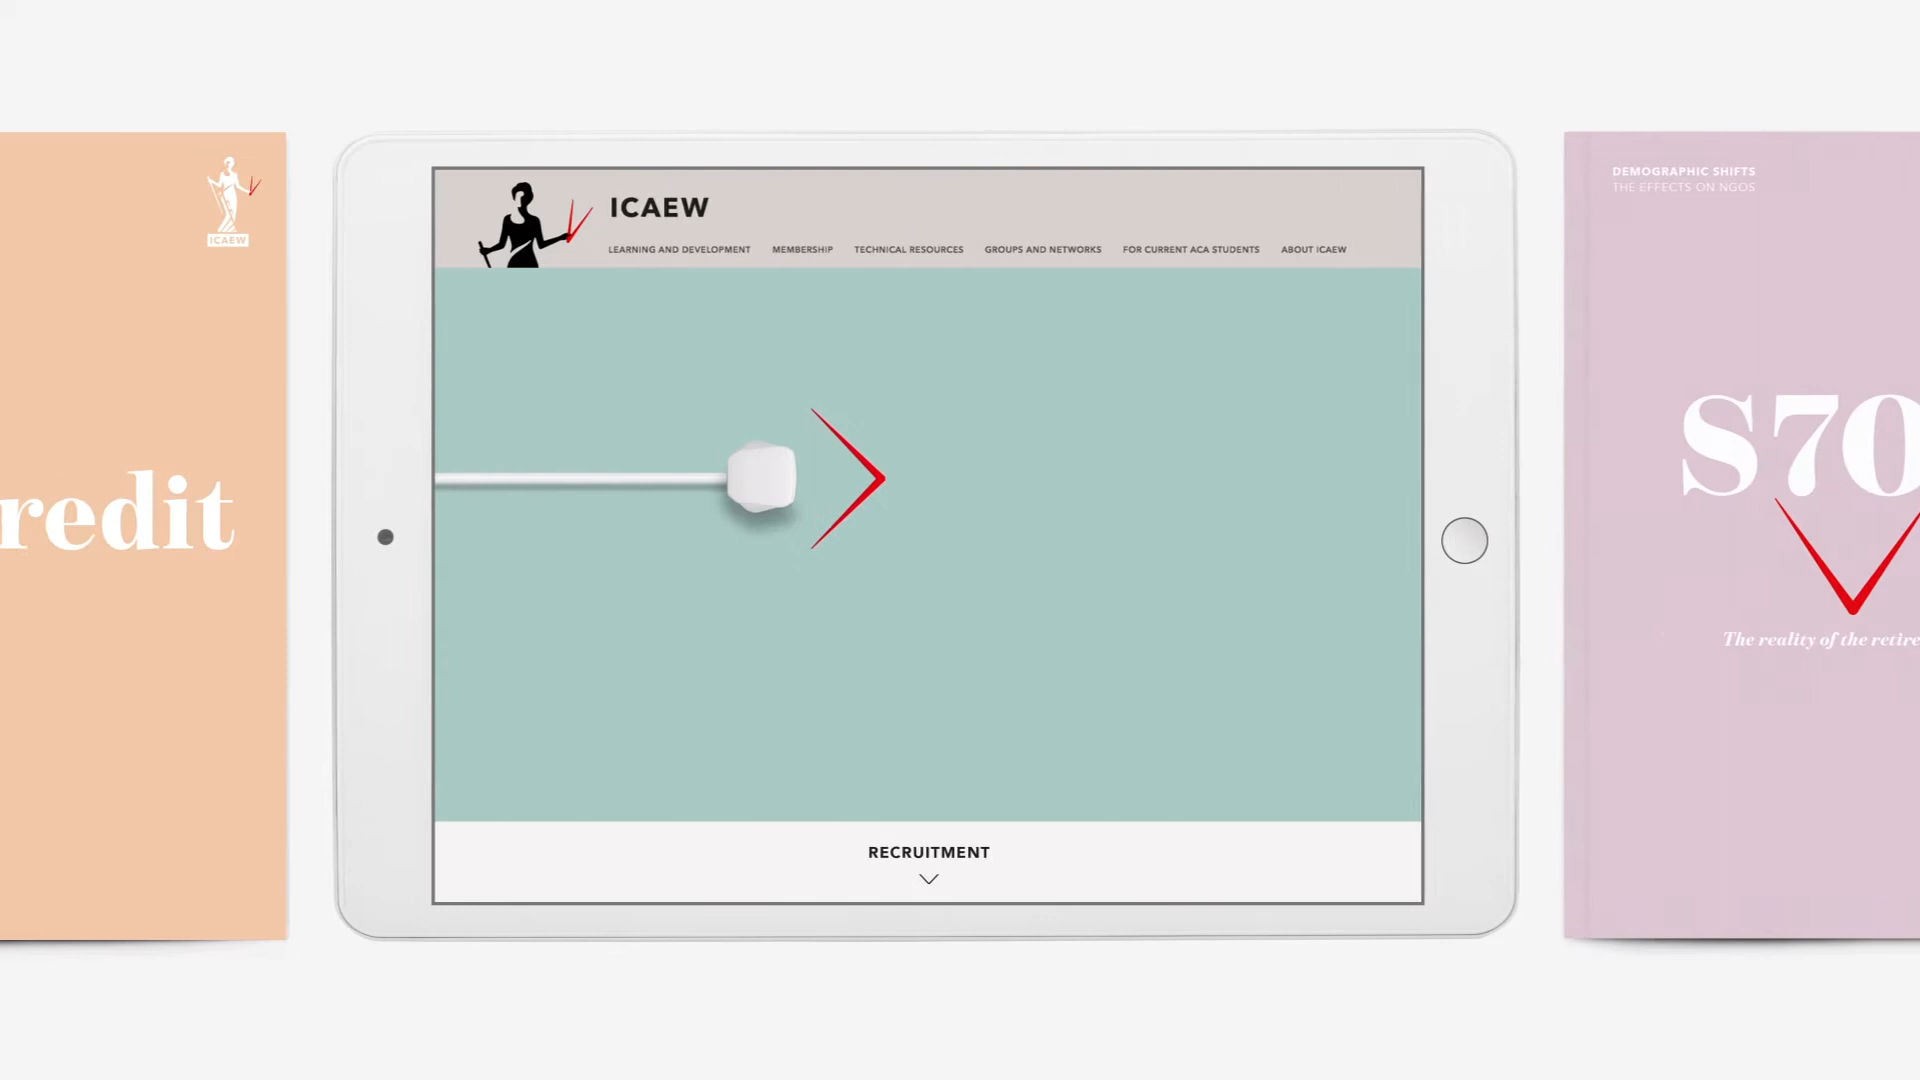 ICAEW
redit
ICAEW
LEARNING AND DEVELOPMENT MEMBERSHIP TECHNICAL RESOURCES GROUPS AND NETWORKS FOR CURRENT ACA STUDENTS ABOUT ICAEW
RECRUITMENT
DEMOGRAPHIC SHIFTS
THE EFFECTS ON NGOS
S70
The reality of the retire